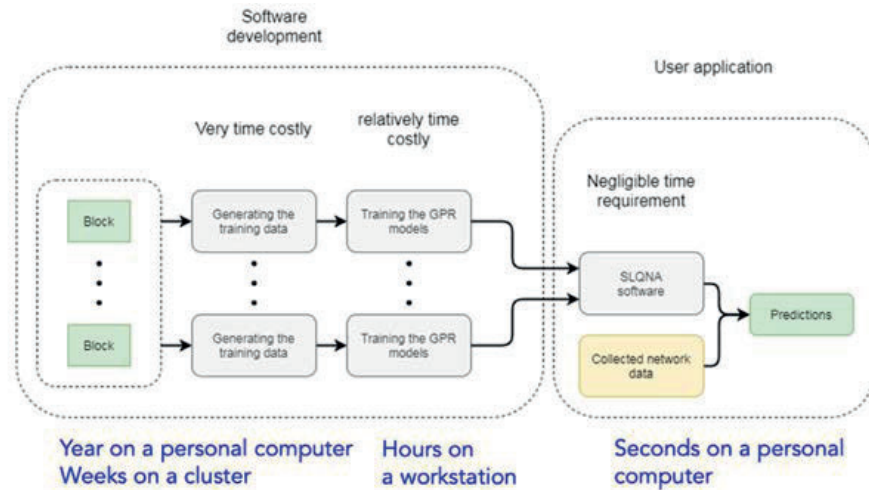 Software
development
User application
Very time costly
relatively time
costly
Negligible time
requirement
Block
Generating the
training data
Training the GPR
models
SLQNA
software
Predictions
Block
Generating the
training data
Training the GPR
models
Collected network
data
Year on a personal computer
Weeks on a cluster
Hours on
a workstation
Seconds on a personal
computer